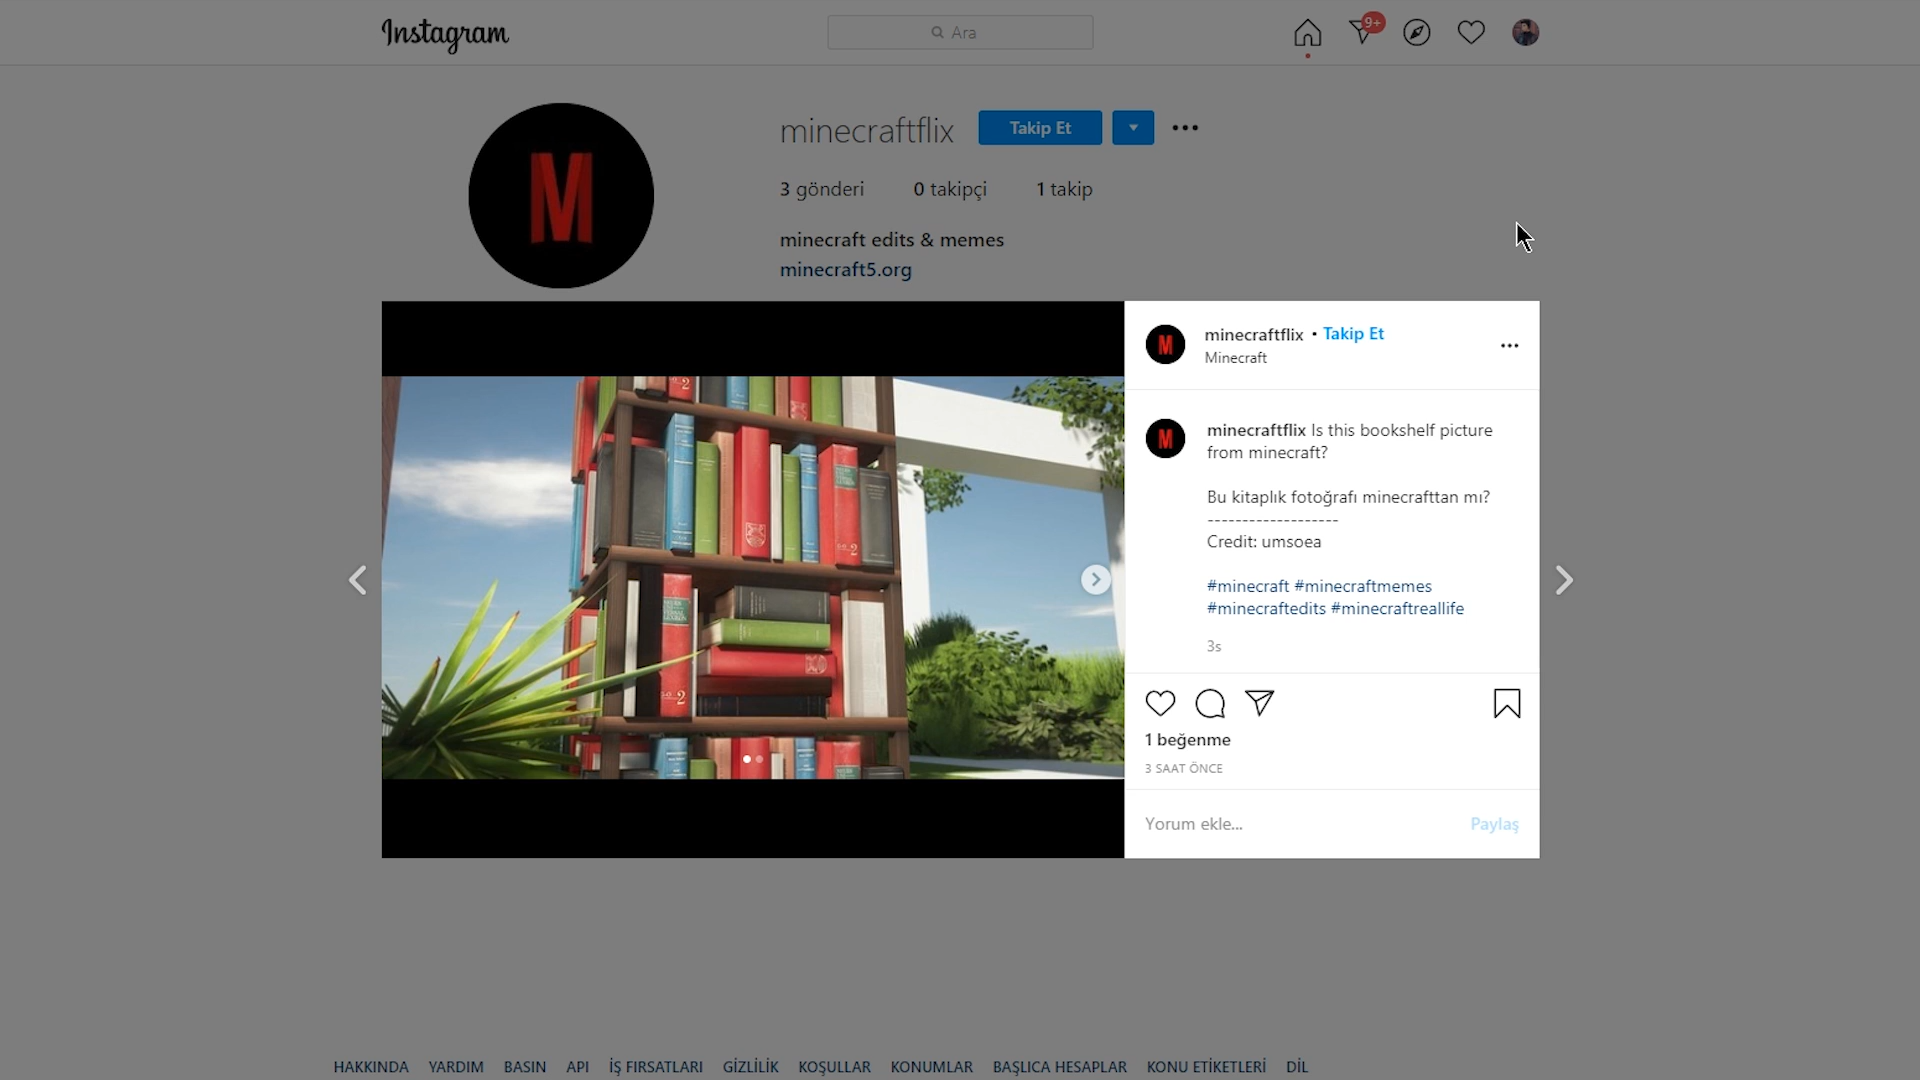 Instagram
Ara
9+
minecraftflix
Takip Et
3 gönderi 0 takipçi 1 takip
minecraft edits & memes
minecraft5.org
minecraftflix • Takip Et
Minecraft
minecraftflix Is this bookshelf picture
from minecraft?
Bu kitaplık fotoğrafı minecrafttan mı?
-------------------
Credit: umsoea
#minecraft #minecraftmemes
#minecraftedits #minecraftreallife
3s
1 beğenme
3 SAAT ÖNCE
Yorum ekle...
Paylaş
HAKKINDA YARDIM BASIN API İŞ FIRSATLARI GİZLİLİK KOŞULLAR KONUMLAR BAŞLICA HESAPLAR KONU ETİKETLERİ DİL